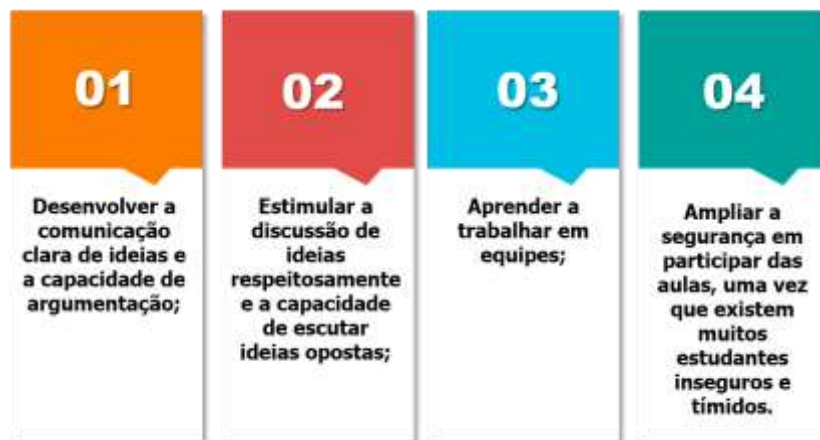 01
Desenvolver a
comunicação
clara de ideias e
a capacidade de
argumentação;
02
Estimular a
discussão de
ideias
respeitosamente
e a capacidade
de escutar
ideias opostas;
03
Aprender a
trabalhar em
equipes;
04
Ampliar a
segurança em
participar das
aulas, uma vez
que existem
muitos
estudantes
inseguros e
tímidos.